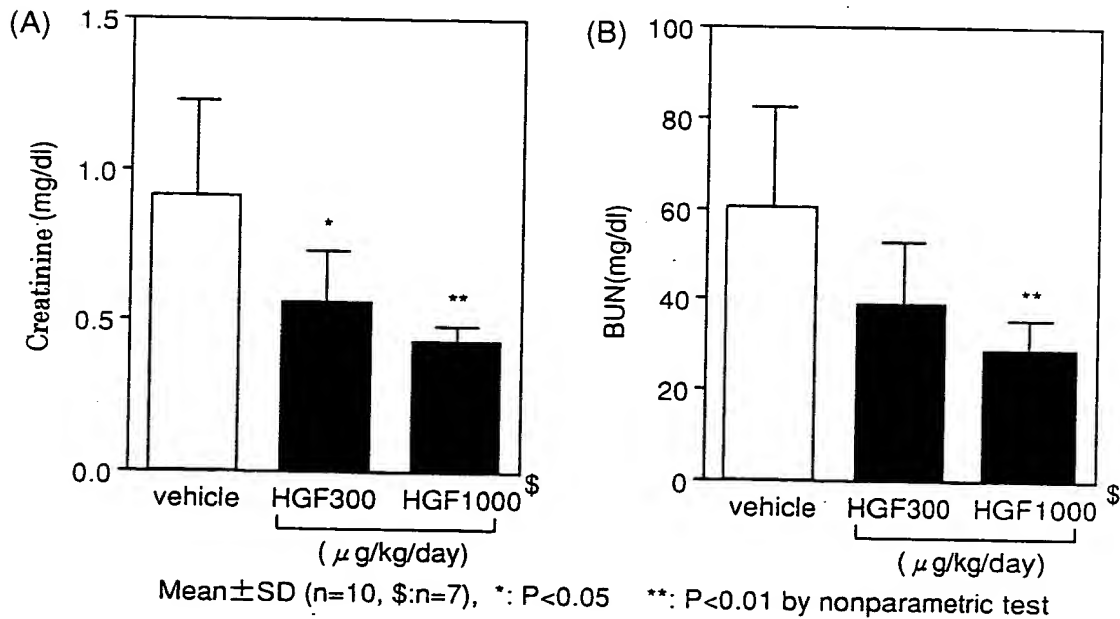 (A)
Creatinine (mg/dl)
1.5
1.0
0.5
0.0
*
**
vehicle HGF300 HGF1000 $
(μg/kg/day)
(B)
BUN(mg/dl)
100
80
60
40
20
0
**
vehicle HGF300 HGF1000 $
(μg/kg/day)
Mean±SD (n=10, $:n=7), *: P<0.05 **: P<0.01 by nonparametric test